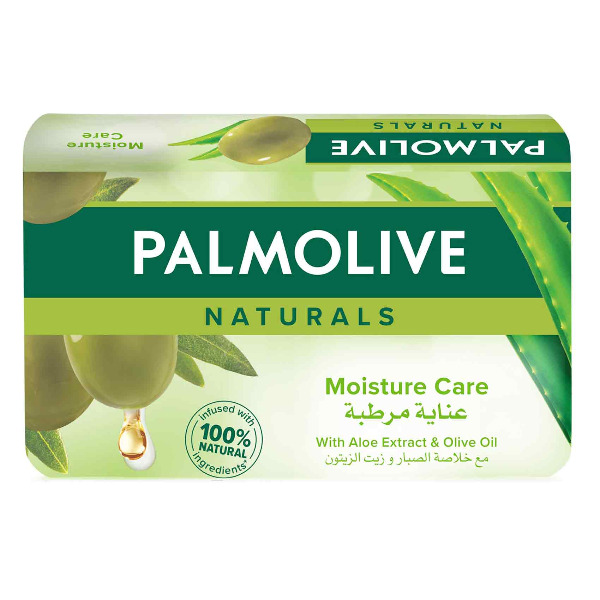 Moisture
Care
NATURALS
PALMOLIVE
PALMOLIVE
NATURALS
Moisture Care
عناية مرطبة
With Aloe Extract & Olive Oil
مع خلاصة الصبار و زيت الزيتون
infused with
100%
NATURAL
ingredients*